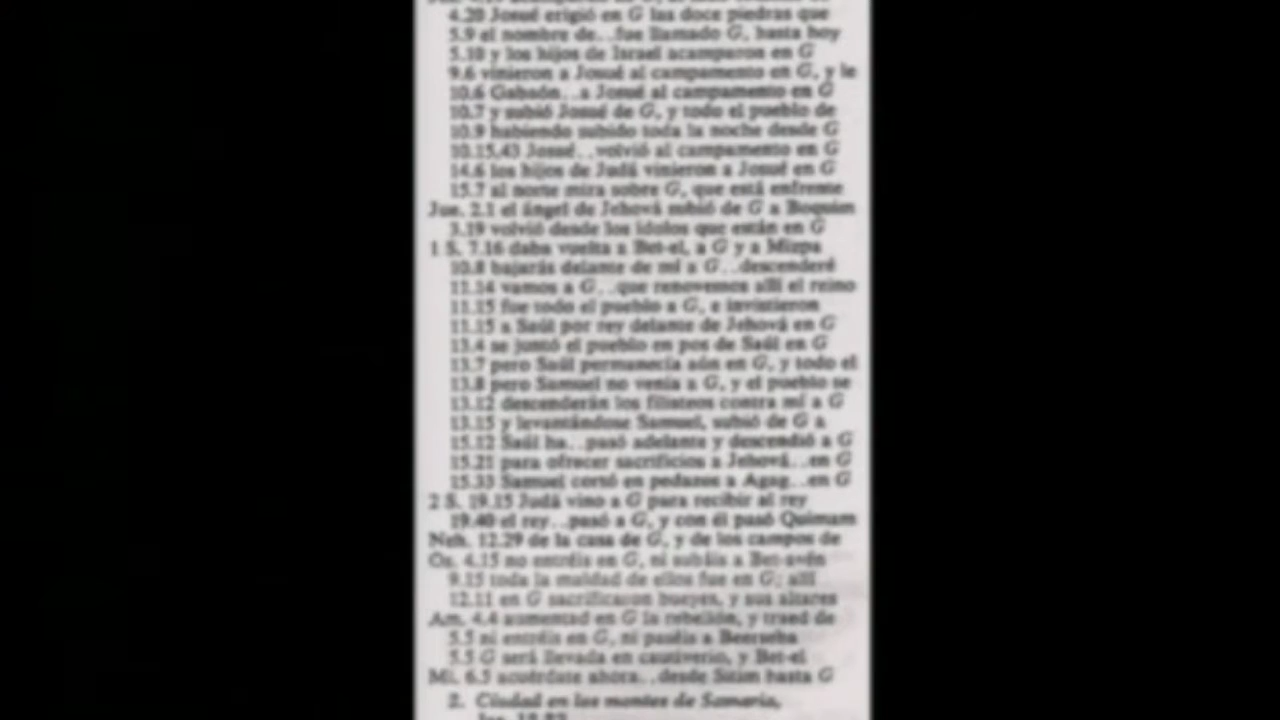 4.20 Josué erigió en G las doce piedras que
5.9 el nombre de. . .fue llamado G, hasta hoy
5.10 y los hijos de Israel acamparon en G
9.6 vinieron a Josué al campamento en G, y le
10.6 Gabaón. . .a Josué al campamento en G
10.7 y subió Josué de G, y todo el pueblo de
10.9 habiendo subido toda la noche desde G
10.15,43 Josué. . .volvió al campamento en G
14.6 los hijos de Judá vinieron a Josué en G
15.7 al norte mira sobre G, que está enfrente
Jue. 2.1 el ángel de Jehová subió de G a Boquim
3.19 volvió desde los ídolos que están en G
1 S. 7.16 daba vuelta a Bet-el, a G y a Mizpa
10.8 bajarás delante de mí a G. . .descenderé
11.14 vamos a G. . .que renovemos allí el reino
11.15 fue todo el pueblo a G, e invistieron
11.15 a Saúl por rey delante de Jehová en G
13.4 se juntó el pueblo en pos de Saúl en G
13.7 pero Saúl permanecía aún en G, y todo el
13.8 pero Samuel no venía a G, y el pueblo se
13.12 descenderán los filisteos contra mí a G
13.15 y levantándose Samuel, subió de G a
15.12 Saúl ha. . .pasó adelante y descendió a G
15.21 para ofrecer sacrificios a Jehová. . .en G
15.33 Samuel cortó en pedazos a Agag. . .en G
2 S. 19.15 Judá vino a G para recibir al rey
19.40 el rey. . .pasó a G, y con él pasó Quimam
Neh. 12.29 de la casa de G, y de los campos de
Os. 4.15 no entréis en G, ni subáis a Bet-avén
9.15 toda la maldad de ellos fue en G; allí
12.11 en G sacrificaron bueyes, y sus altares
Am. 4.4 aumentad en G la rebelión, y traed de
5.5 ni entréis en G, ni paséis a Beerseba
5.5 G será llevada en cautiverio, y Bet-el
Mi. 6.5 acuérdate ahora. . .desde Sitim hasta G
2. Ciudad en los montes de Samaria,